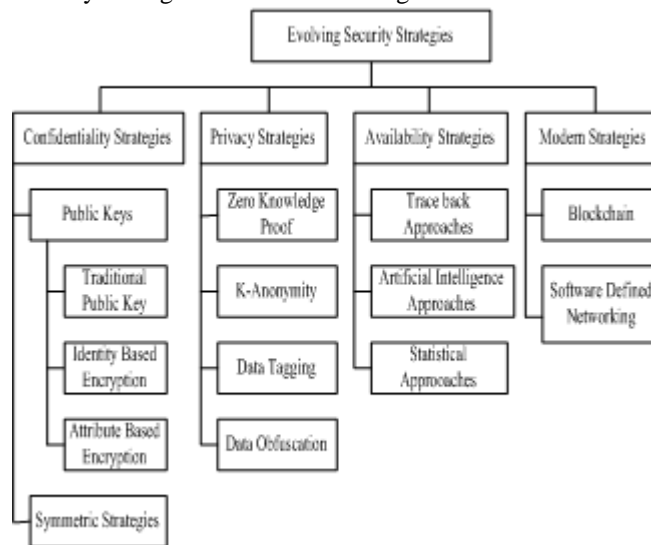 Evolving Security Strategies
Confidentiality Strategies
Privacy Strategies
Availability Strategies
Modern Strategies
Public Keys
Zero Knowledge
Proof
Trace back
Approaches
Blockchain
Traditional
Public Key
K-Anonymity
Artificial Intelligence
Approaches
Software Defined
Networking
Identity Based
Encryption
Data Tagging
Statistical
Approoaches
Attribute Based
Encryption
Data Obfuscation
Symmetric Strategies